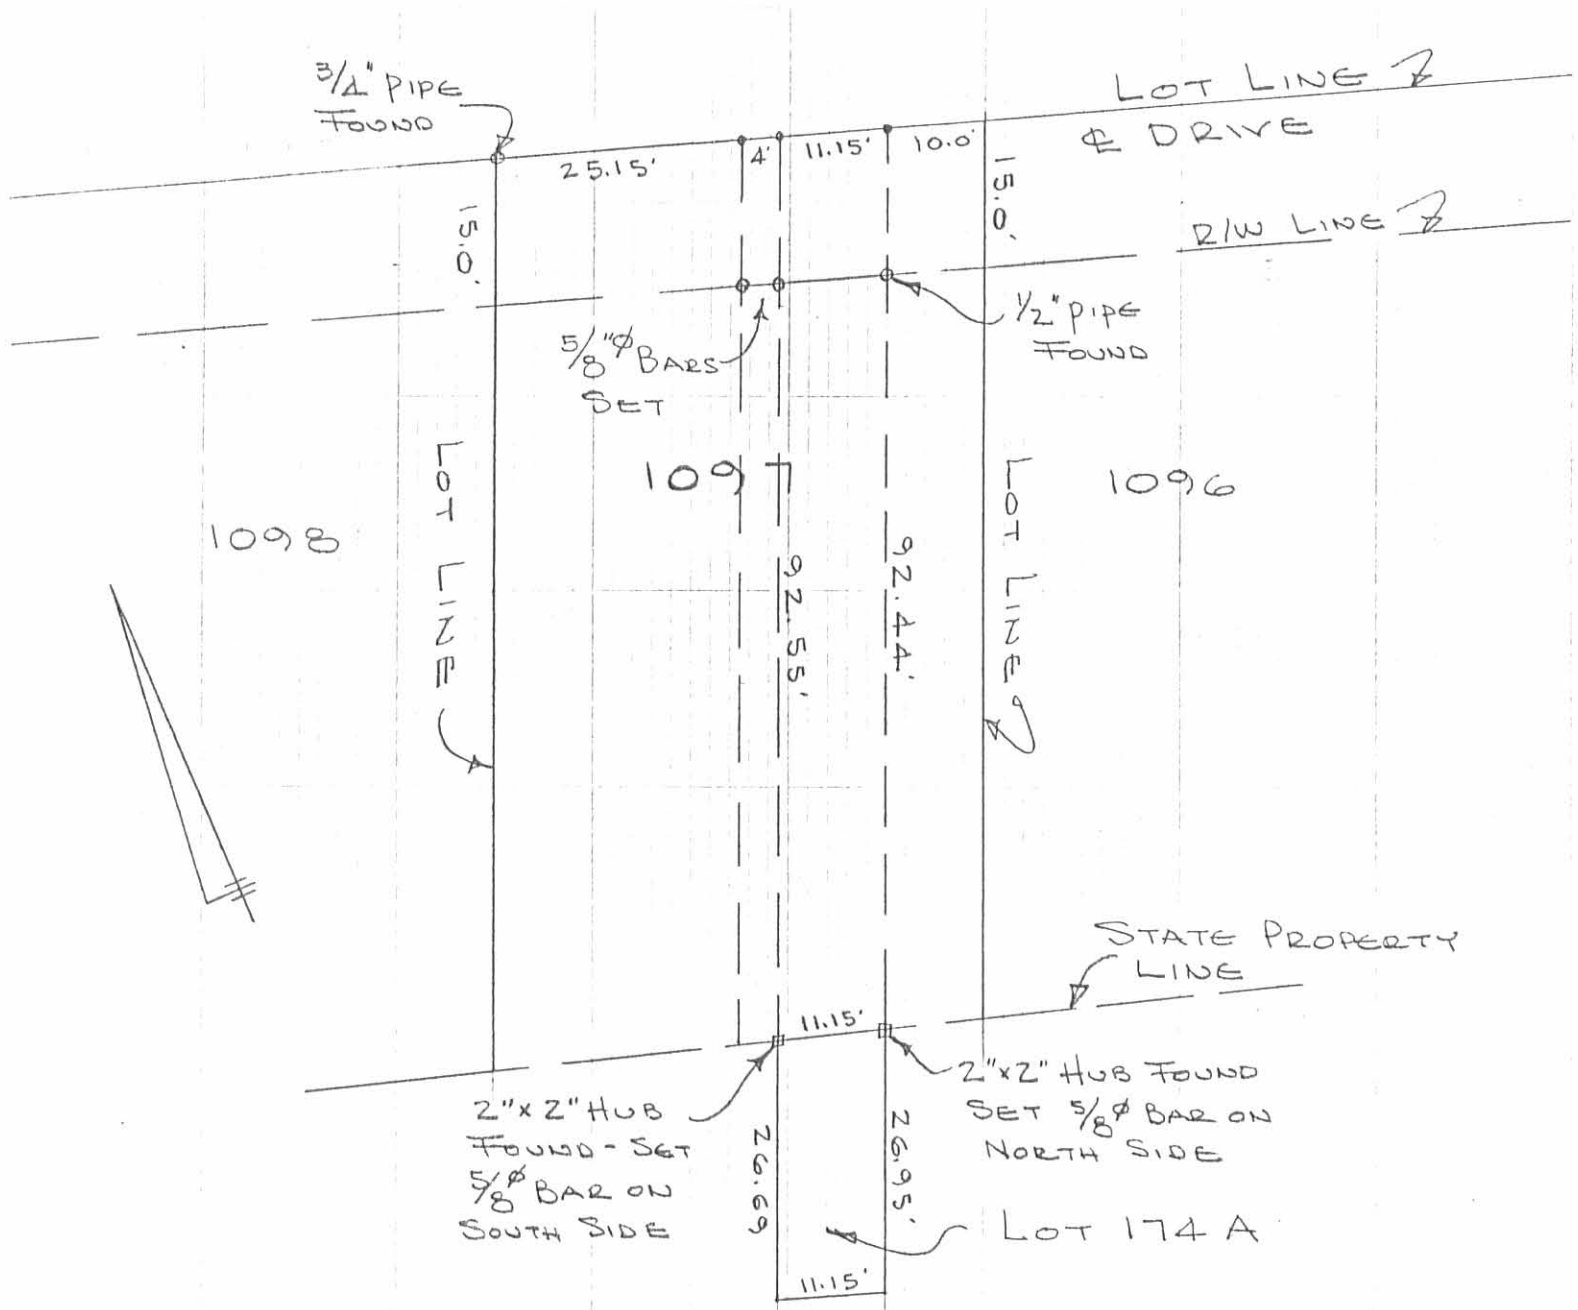 3/4" PIPE
FOUND
LOT LINE
℄ DRIVE
25.15'
4'
11.15'
10.0'
15.0'
15.0'
R/W LINE
1/2" PIPE
FOUND
5/8"⌀ BARS
SET
1097
1096
1098
LOT LINE
LOT LINE
92.55'
92.44'
STATE PROPERTY
LINE
11.15'
2"x2" HUB FOUND
SET 5/8⌀ BAR ON
NORTH SIDE
2"x 2" HUB
FOUND - SET
5/8⌀ BAR ON
SOUTH SIDE
26.69
26.95'
LOT 174 A
11.15'